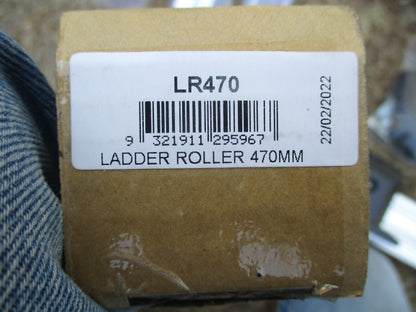 LR470
9 321911 295967
LADDER ROLLER 470MM
22/02/2022